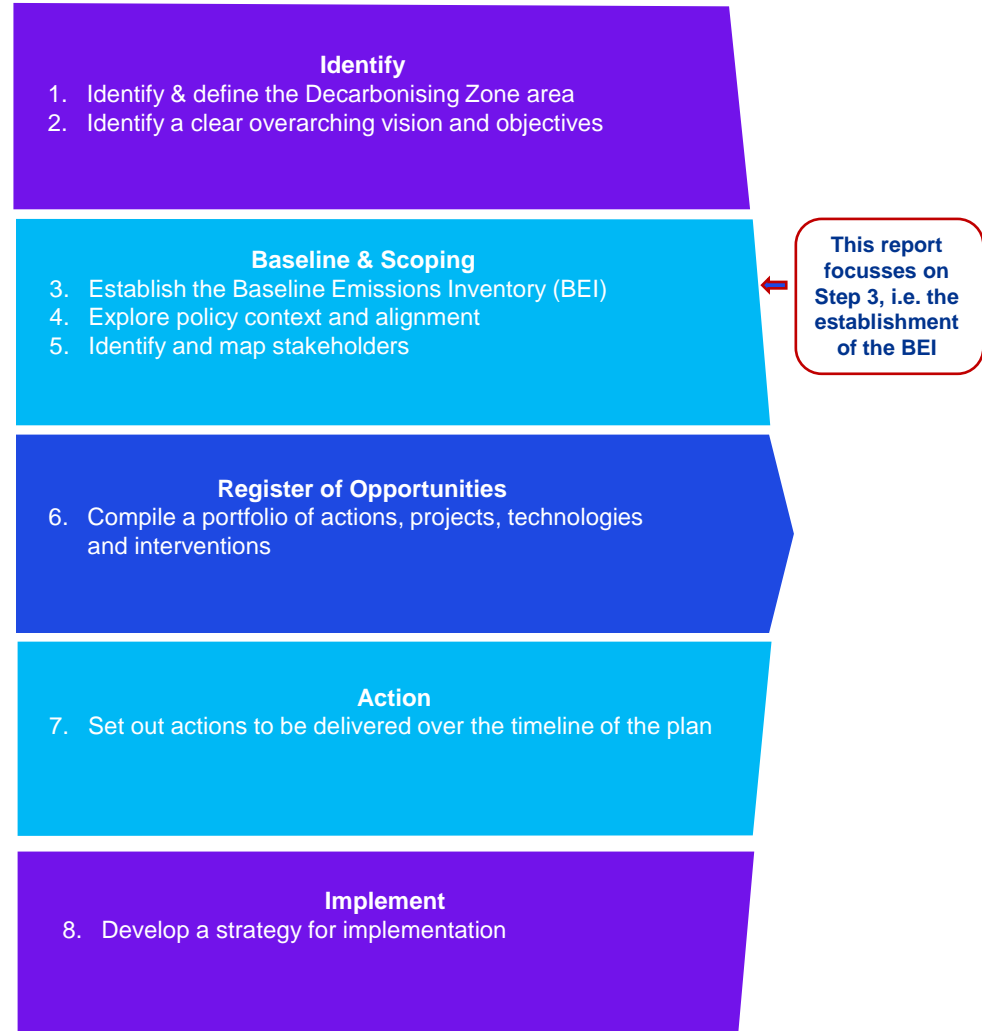 Identify
1. Identify & define the Decarbonising Zone area
2. Identify a clear overarching vision and objectives
Baseline & Scoping
3. Establish the Baseline Emissions Inventory (BEI)
4. Explore policy context and alignment
5. Identify and map stakeholders
This report
focusses on
Step 3, i.e. the
establishment
of the BEI
Register of Opportunities
6. Compile a portfolio of actions, projects, technologies
and interventions
Action
7. Set out actions to be delivered over the timeline of the plan
Implement
8. Develop a strategy for implementation